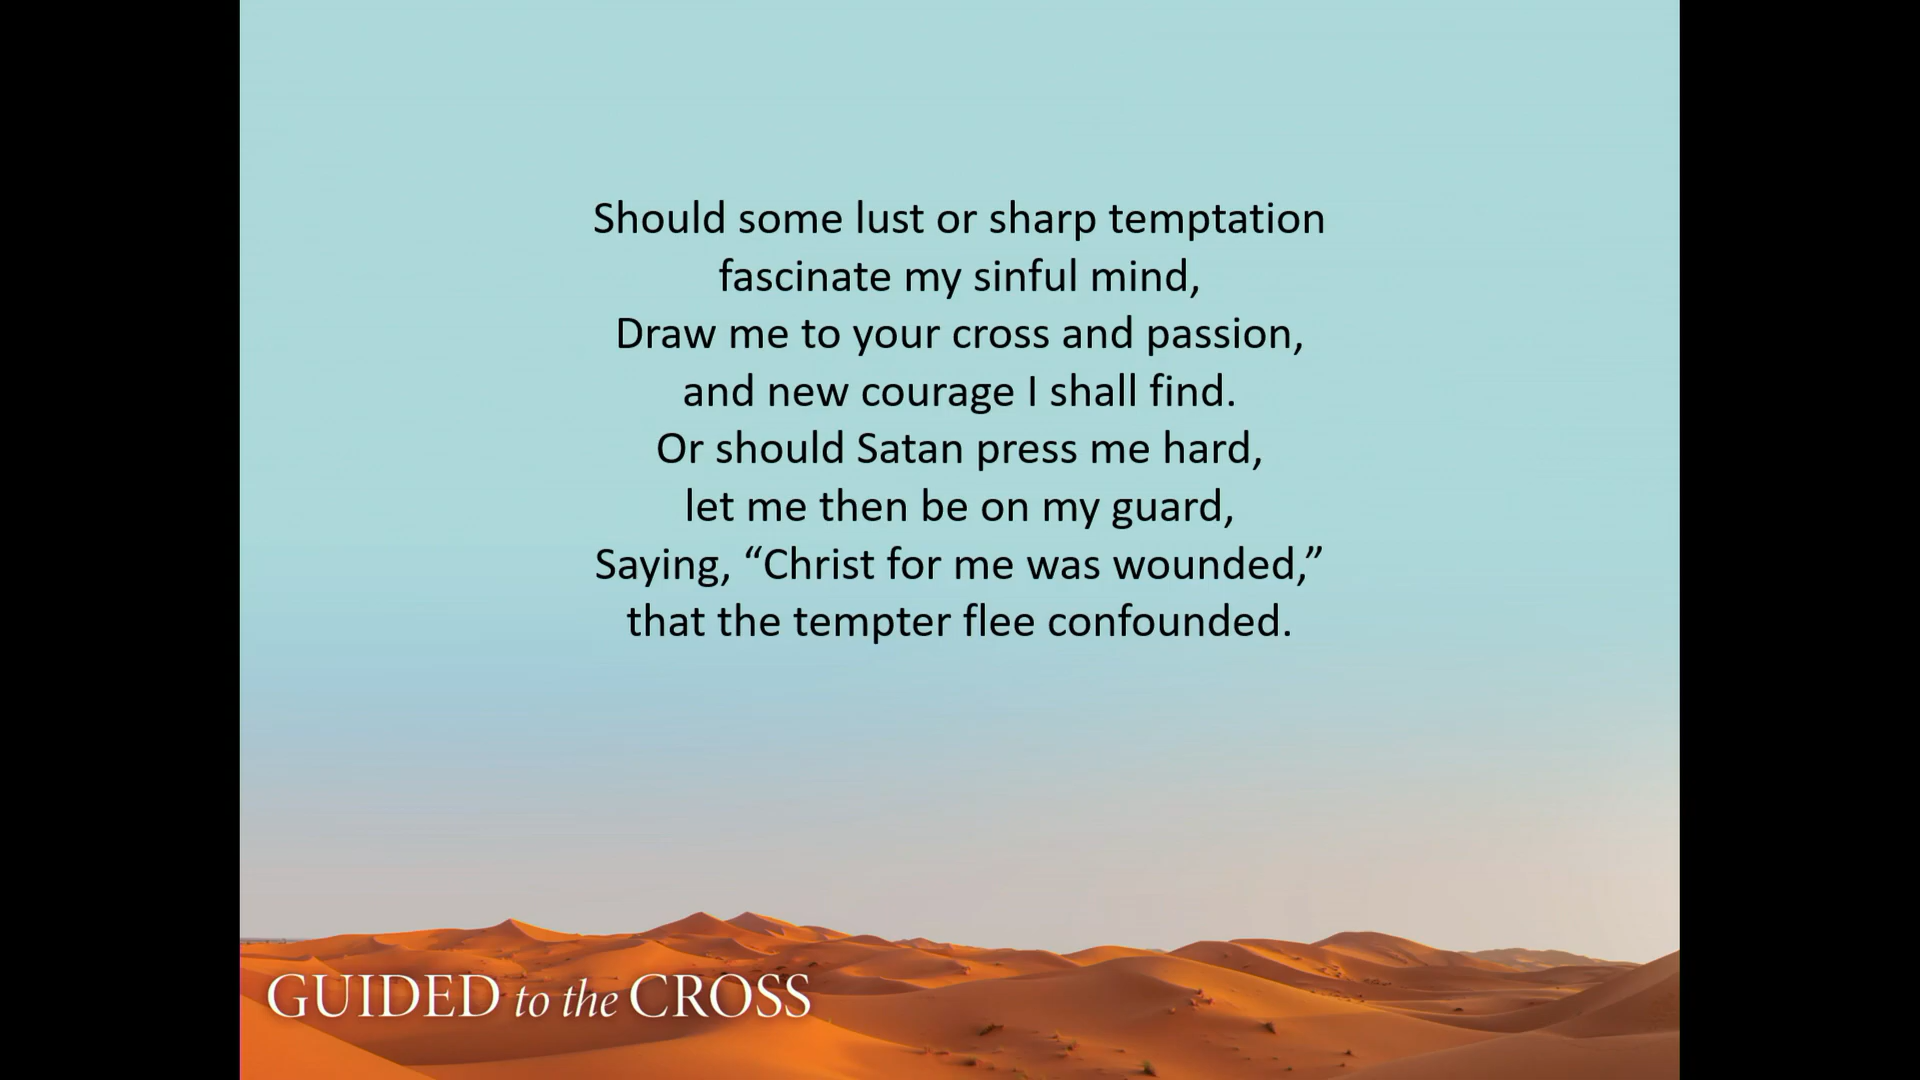 Should some lust or sharp temptation
fascinate my sinful mind,
Draw me to your cross and passion,
and new courage I shall find.
Or should Satan press me hard,
let me then be on my guard,
Saying, “Christ for me was wounded,”
that the tempter flee confounded.
GUIDED to the CROSS